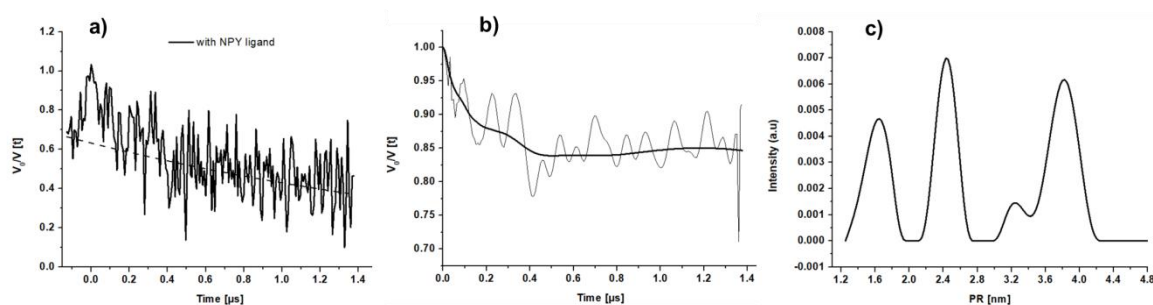 a)
with NPY ligand
V₀/V [t]
1.2
1.0
0.8
0.6
0.4
0.2
0.0
0.0 0.2 0.4 0.6 0.8 1.0 1.2 1.4
Time [µs]
b)
V₀/V [t]
1.00
0.95
0.90
0.85
0.80
0.75
0.0 0.2 0.4 0.6 0.8 1.0 1.2 1.4
Time [µs]
c)
Intensity (a.u)
0.008
0.007
0.006
0.005
0.004
0.003
0.002
0.001
0.000
-0.001
1.2 1.6 2.0 2.4 2.8 3.2 3.6 4.0 4.4 4.8
PR [nm]